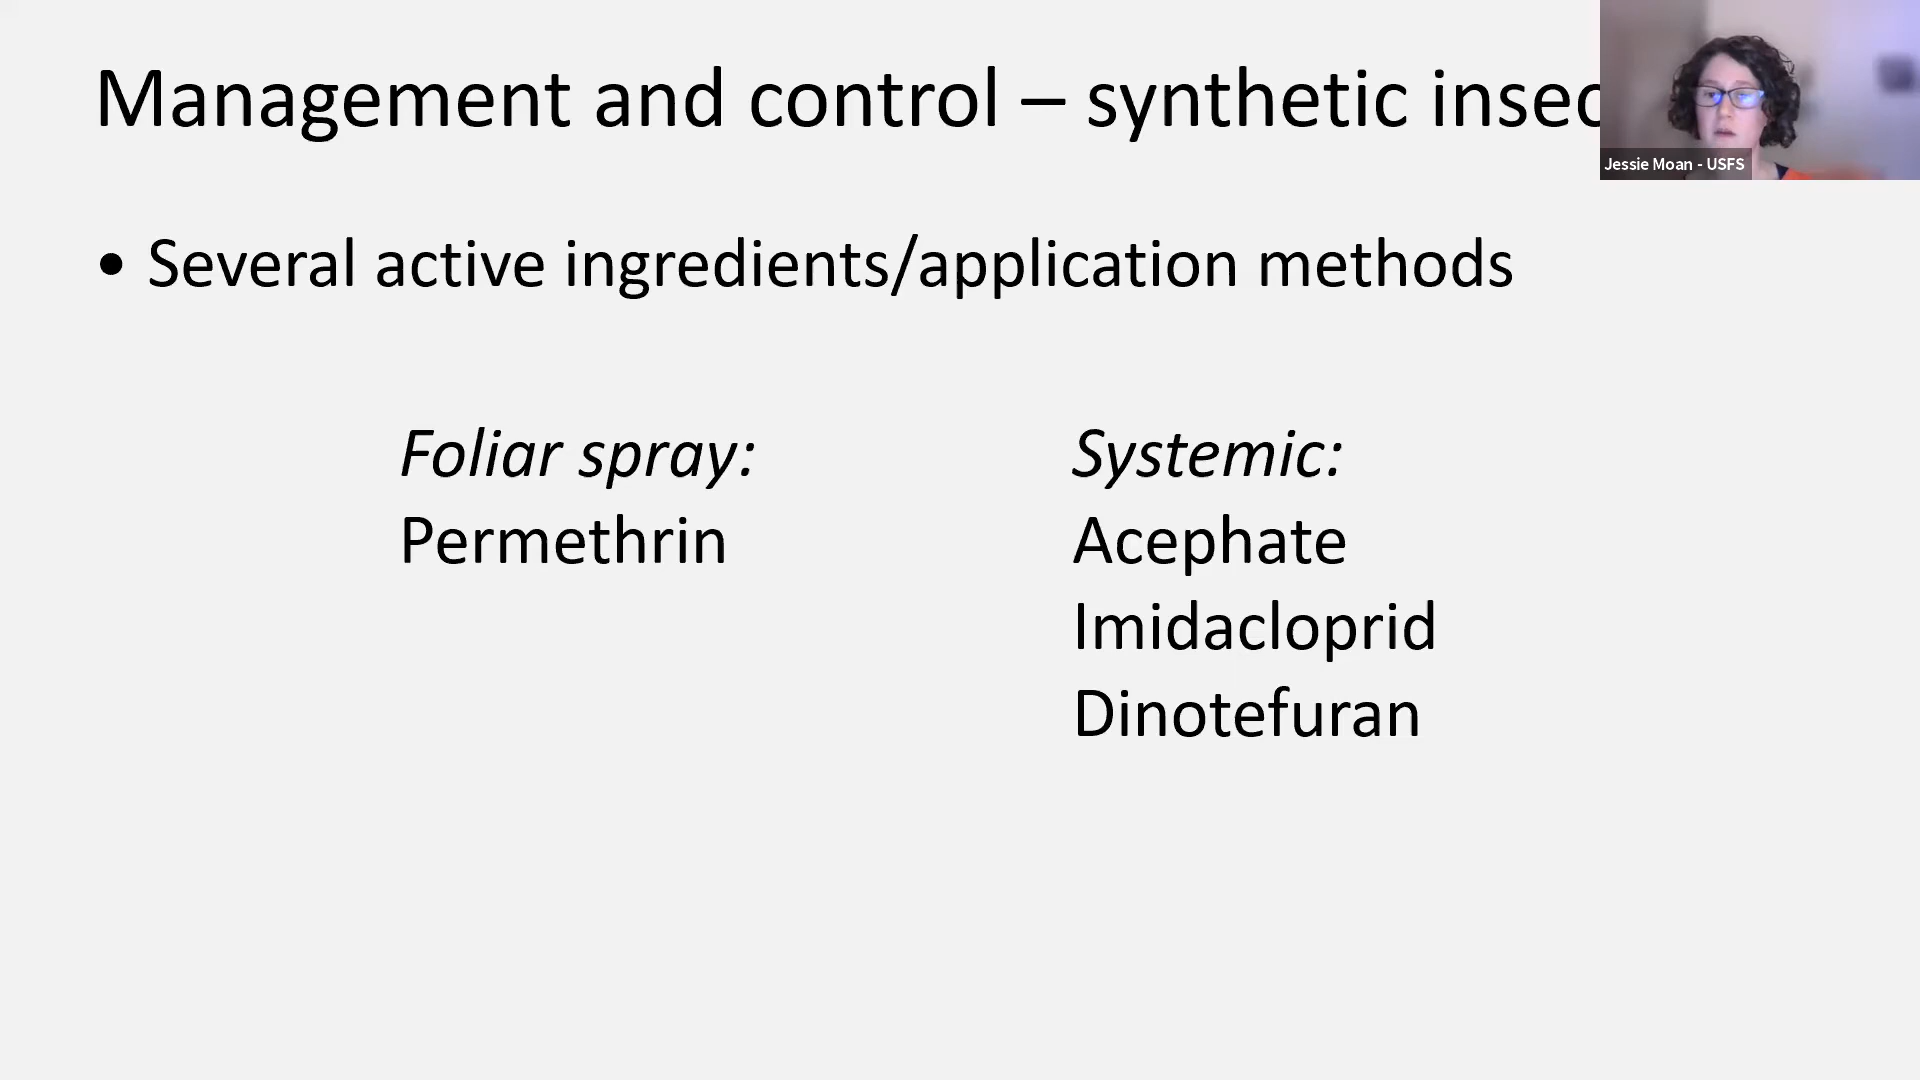 Management and control – synthetic
Jessie Moan - USFS
• Several active ingredients/application methods
Foliar spray:
Permethrin
Systemic:
Acephate
Imidacloprid
Dinotefuran